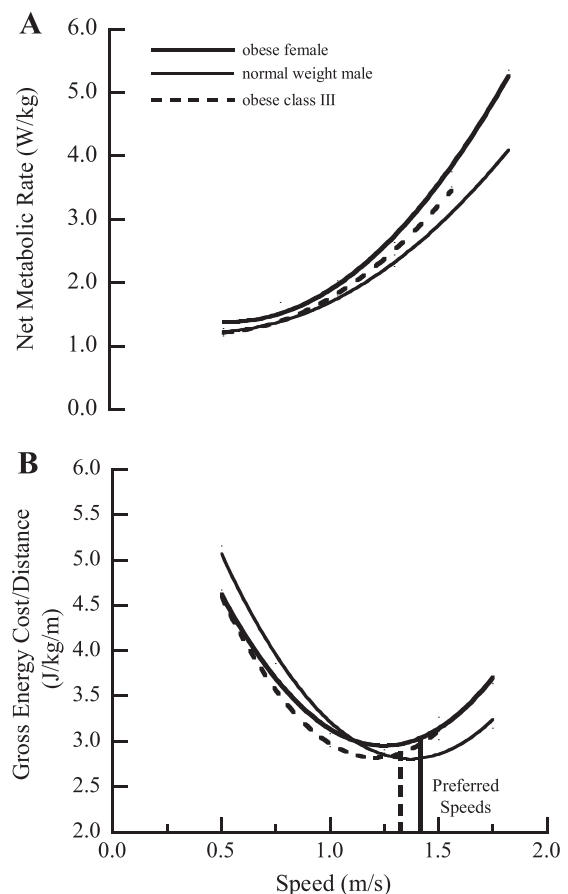 A
6.0
5.0
4.0
3.0
2.0
1.0
0.0
Net Metabolic Rate (W/kg)
obese female
normal weight male
obese class III
B
6.0
5.5
5.0
4.5
4.0
3.5
3.0
2.5
2.0
Gross Energy Cost/Distance
(J/kg/m)
Preferred
Speeds
0.0
0.5
1.0
1.5
2.0
Speed (m/s)